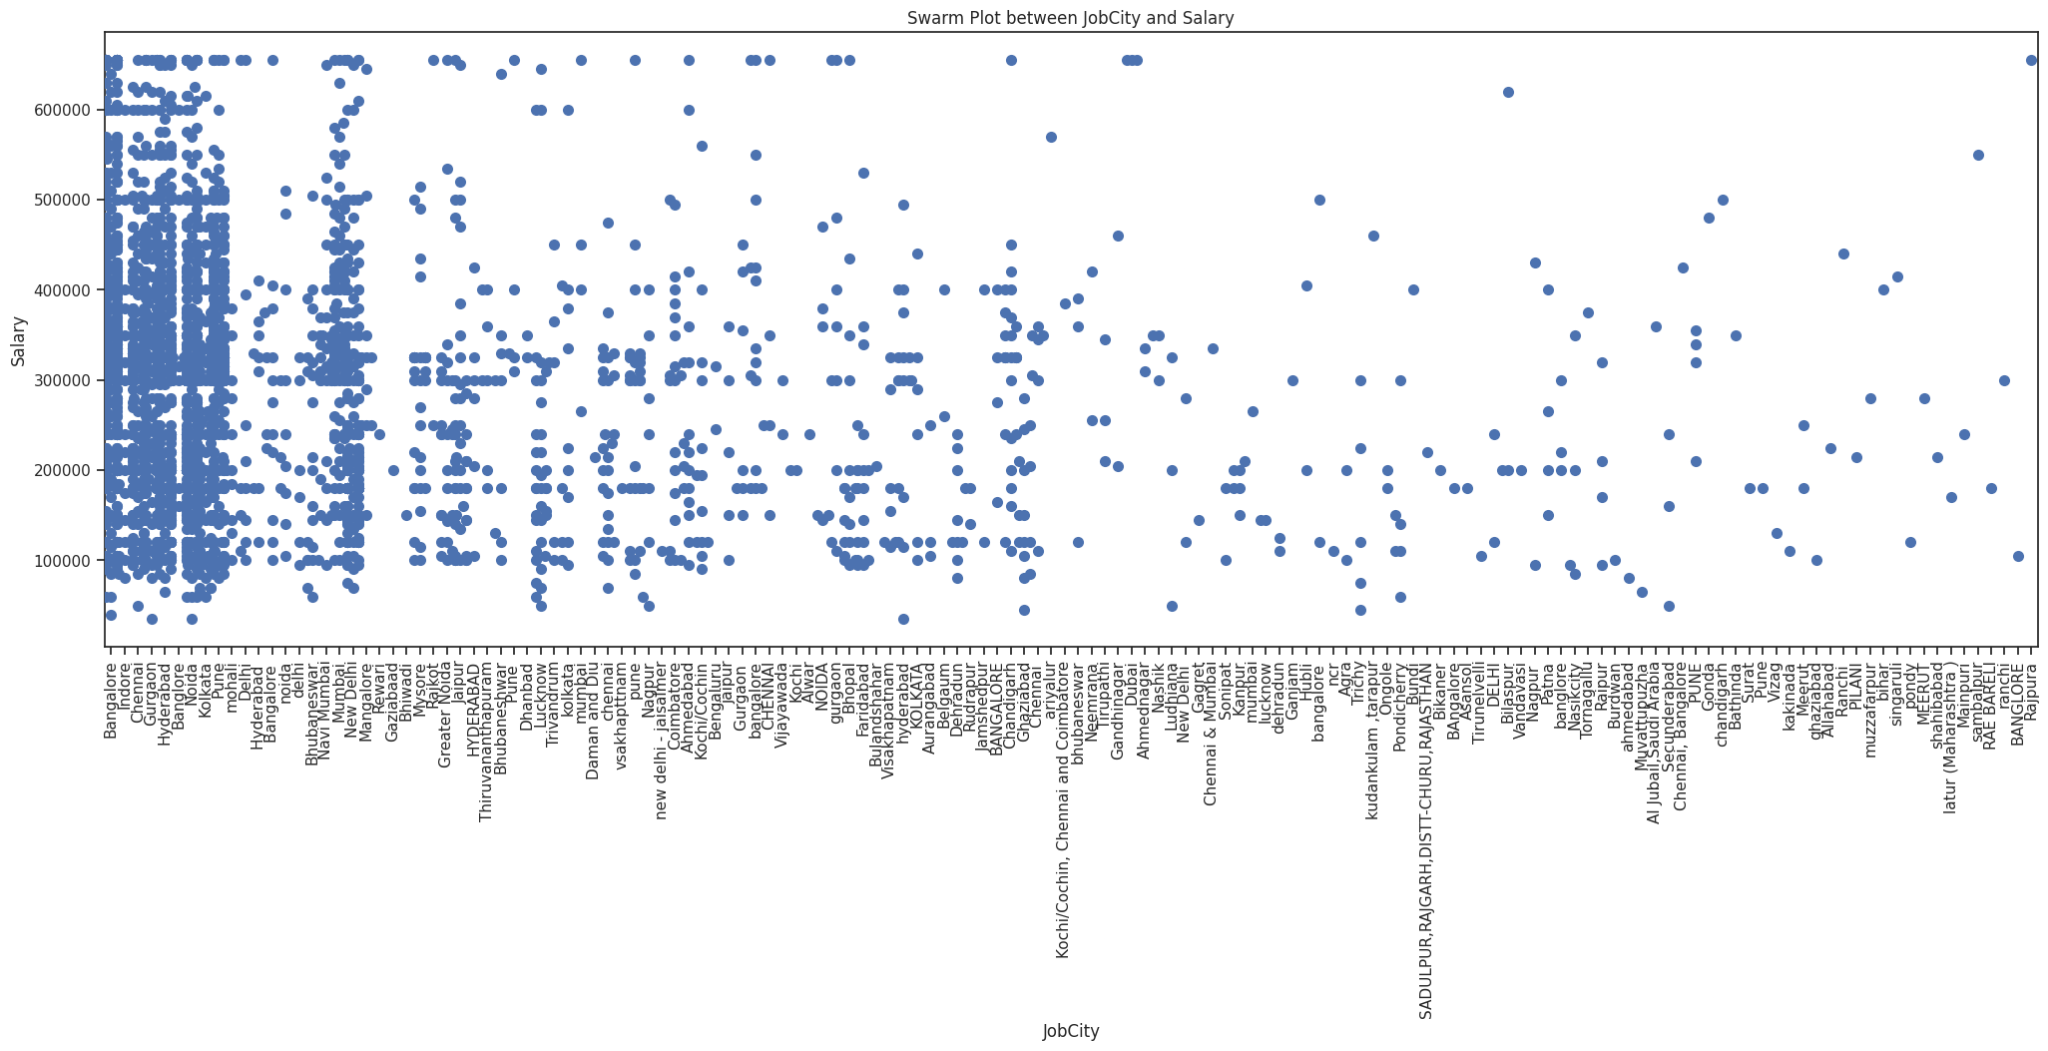 Swarm Plot between JobCity and Salary
Salary
600000
500000
400000
300000
200000
100000
Bangalore
Indore
Chennai
Gurgaon
Hyderabad
Banglore
Noida
Kolkata
Pune
mohali
Delhi
Hyderabad
Bangalore
noida
delhi
Bhubaneswar
Navi Mumbai
Mumbai
New Delhi
Mangalore
Rewari
Gaziabaad
Bhiwadi
Mysore
Rajkot
Greater Noida
Jaipur
HYDERABAD
Thiruvananthapuram
Bhubaneshwar
Pune
Dhanbad
Lucknow
Trivandrum
kolkata
mumbai
Daman and Diu
chennai
vsakhapttnam
pune
Nagpur
new delhi - jaisalmer
Coimbatore
Ahmedabad
Kochi/Cochin
Bengaluru
Gurgaon
bangalore
CHENNAI
Vijayawada
Kochi
Alwar
NOIDA
gurgaon
Bhopal
Faridabad
Bulandshahar
Visakhapatnam
hyderabad
KOLKATA
Aurangabad
Belgaum
Dehradun
Rudrapur
Jamshedpur
BANGALORE
Chandigarh
Ghaziabad
Chennai
ariyalur
Kochi/Cochin, Chennai and Coimbatore
bhubaneswar
Neemrana
Tirupathi
Gandhinagar
Dubai
Ahmednagar
Nashik
Ludhiana
New Delhi
Gagret
Chennai & Mumbai
Sonipat
Kanpur
mumbai
lucknow
dehradun
Ganjam
Hubli
bangalore
ncr
Agra
Trichy
kudankulam ,tarapur
Ongole
Pondicherry
Bundi
SADULPUR,RAJGARH,DISTT-CHURU,RAJASTHAN
Bikaner
BAngalore
Asansol
Tirunelvelli
DELHI
Bilaspur
Vandavasi
Nagpur
Patna
banglore
Nasikcity
Tornagallu
Raipur
Burdwan
ahmedabad
Muvattupuzha
Al Jubail,Saudi Arabia
Secunderabad
Chennai, Bangalore
PUNE
Gonda
chandigarh
Bathinda
Surat
Pune
Vizag
kakinada
Meerut
ghaziabad
Allahabad
Ranchi
PILANI
muzzafarpur
bihar
singaruli
pondy
MEERUT
shahibabad
latur (Maharashtra )
Mainpuri
sambalpur
RAE BARELI
ranchi
BANGLORE
Rajpura
JobCity